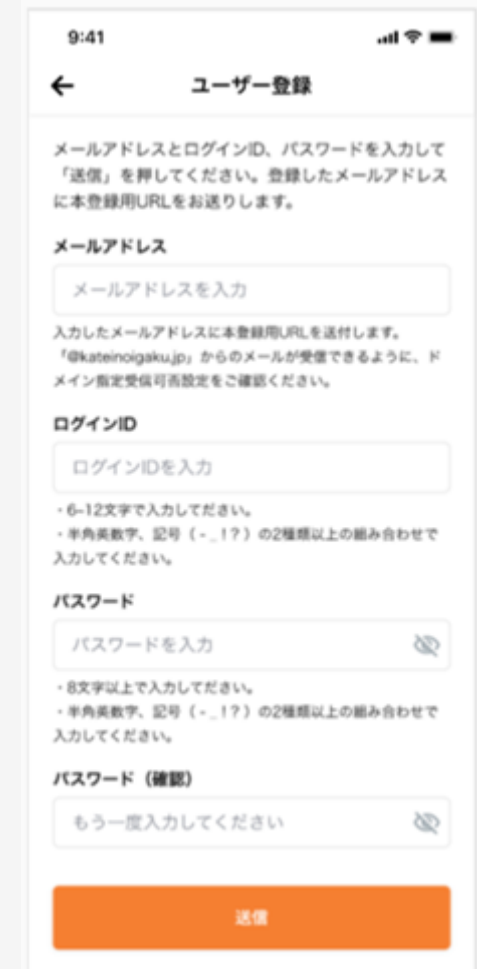 9:41
ユーザー登録
メールアドレスとログインID、パスワードを入力して
「送信」を押してください。登録したメールアドレス
に本登録用URLをお送りします。
メールアドレス
メールアドレスを入力
入力したメールアドレスに本登録用URLを送付します。
「@kateinoigaku.jp」からのメールが受信できるように、ド
メイン指定受信可否設定をご確認ください。
ログインID
ログインIDを入力
・6–12文字で入力してださい。
・半角英数字、記号（ - _ ! ? ）の2種類以上の組み合わせで
入力してください。
パスワード
パスワードを入力
・8文字以上で入力してださい。
・半角英数字、記号（ - _ ! ? ）の2種類以上の組み合わせで
入力してください。
パスワード（確認）
もう一度入力してください
送信